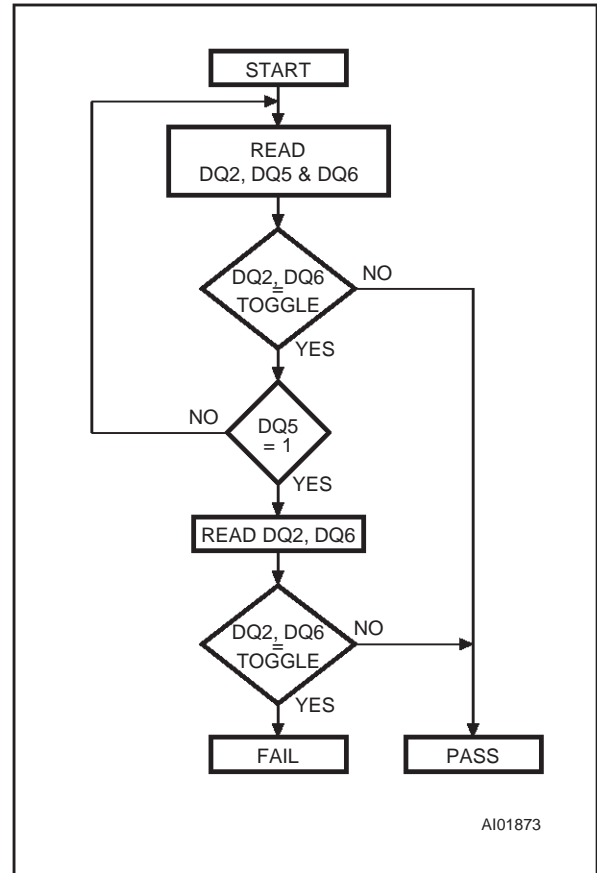 START
READ
DQ2, DQ5 & DQ6
DQ2, DQ6
=
TOGGLE
NO
YES
NO
DQ5
= 1
YES
READ DQ2, DQ6
DQ2, DQ6
=
TOGGLE
NO
YES
FAIL
PASS
AI01873